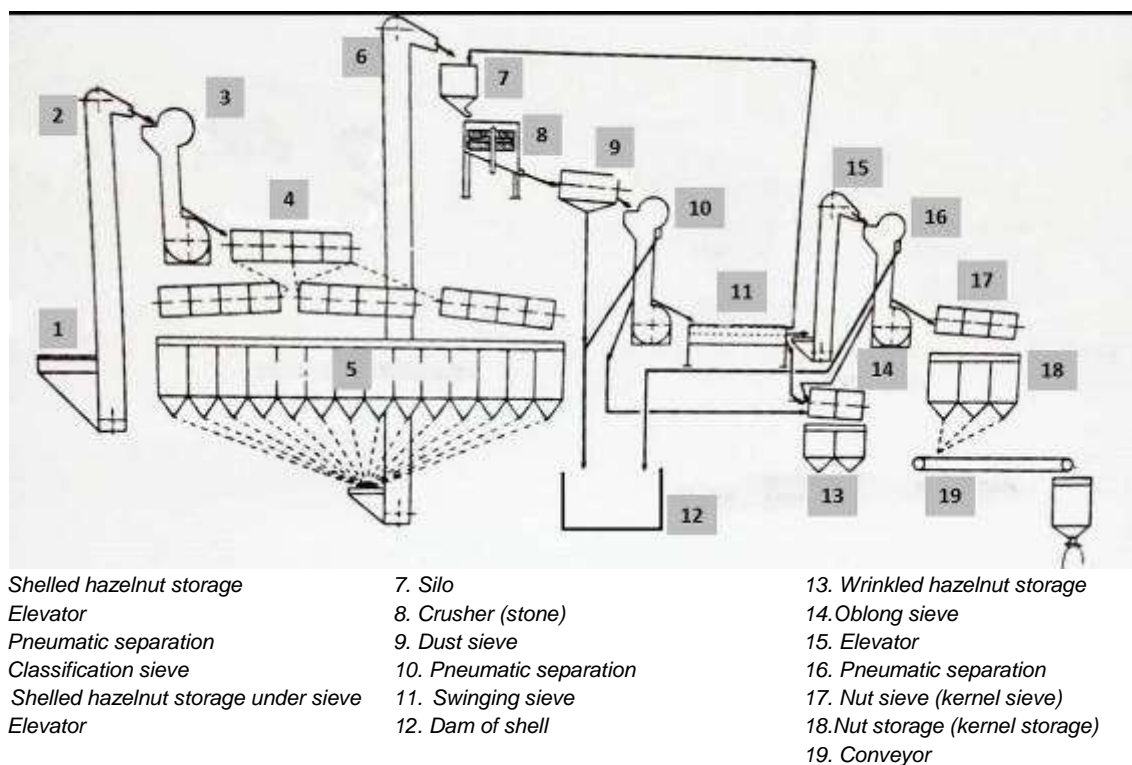 6
7
2
3
8
9
15
4
10
16
11
17
1
5
14
18
13
19
12
Shelled hazelnut storage
Elevator
Pneumatic separation
Classification sieve
Shelled hazelnut storage under sieve
Elevator
7. Silo
8. Crusher (stone)
9. Dust sieve
10. Pneumatic separation
11. Swinging sieve
12. Dam of shell
13. Wrinkled hazelnut storage
14.Oblong sieve
15. Elevator
16. Pneumatic separation
17. Nut sieve (kernel sieve)
18.Nut storage (kernel storage)
19. Conveyor